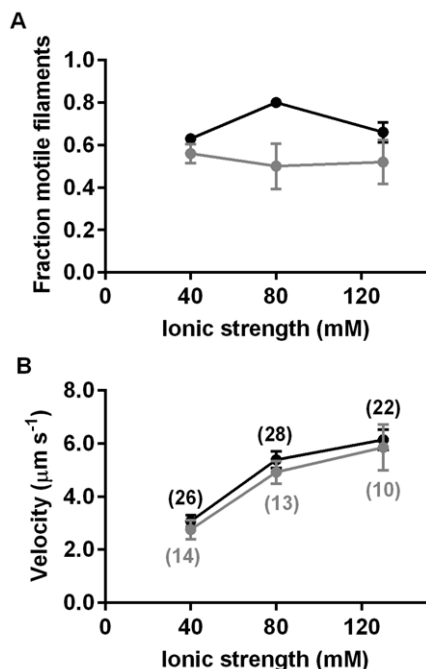 A
Fraction motile filaments
1.0
0.8
0.6
0.4
0.2
0.0
0 40 80 120
Ionic strength (mM)
B
Velocity (μm s⁻¹)
8.0
6.0
4.0
2.0
0.0
(26) (28) (22)
(14) (13) (10)
0 40 80 120
Ionic strength (mM)